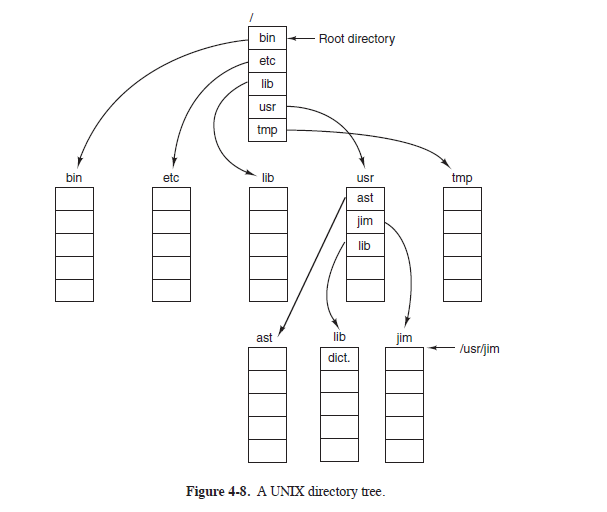 /
bin
Root directory
etc
lib
usr
tmp
bin
etc
lib
usr
tmp
ast
jim
lib
ast
lib
jim
/usr/jim
dict.
Figure 4-8. A UNIX directory tree.